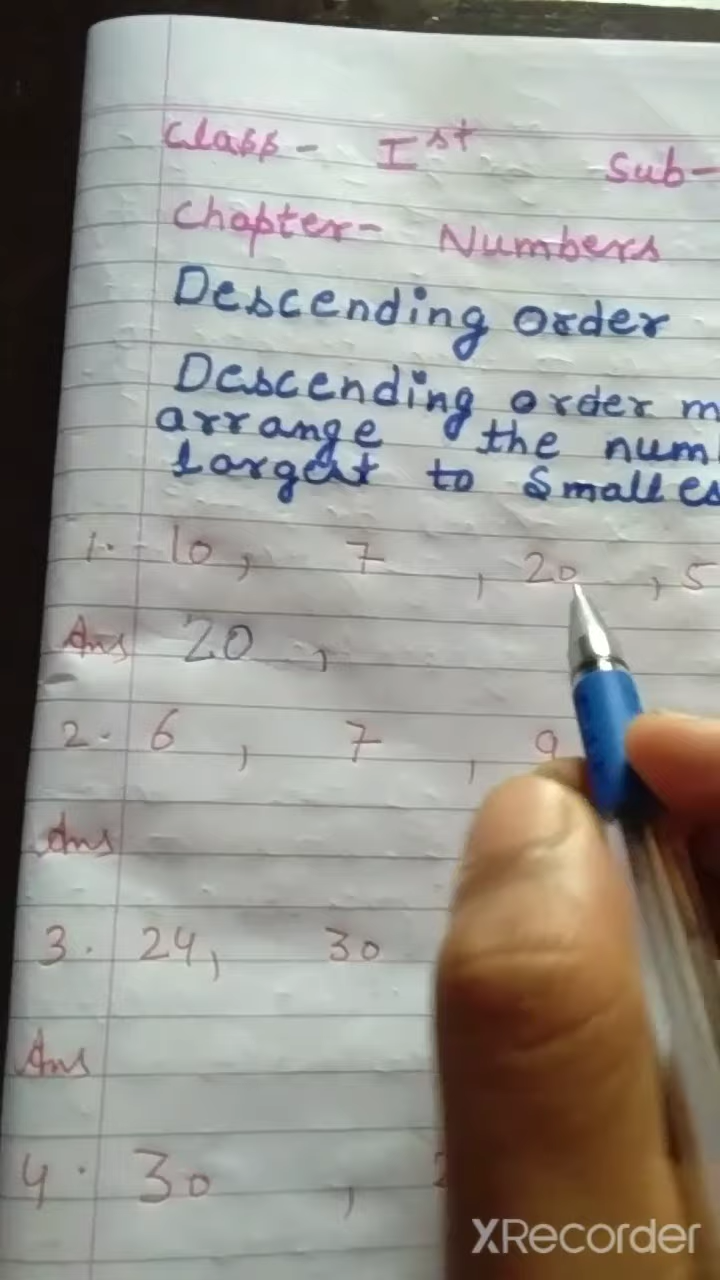 Class- Ist Sub-
Chapter- Numbers
Descending order
Descending order m
arrange the num
largest to Smalles
1. 10, 7, 20, 5
Ans 20,
2. 6, 7, 9
Ans
3. 24, 30
Ans
4. 30,
XRecorder